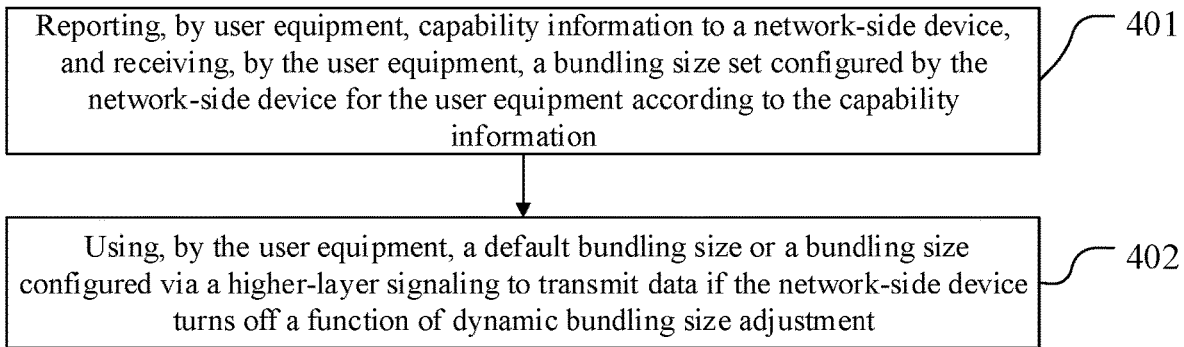 Reporting, by user equipment, capability information to a network-side device,
and receiving, by the user equipment, a bundling size set configured by the
network-side device for the user equipment according to the capability
information
401
Using, by the user equipment, a default bundling size or a bundling size
configured via a higher-layer signaling to transmit data if the network-side device
turns off a function of dynamic bundling size adjustment
402